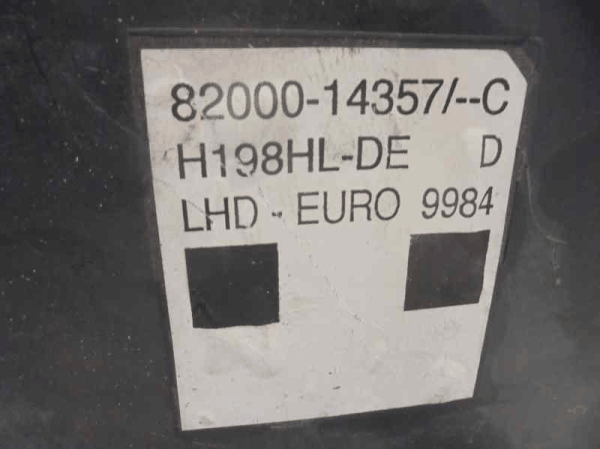 82000-14357/--C
H198HL-DE D
LHD - EURO 9984